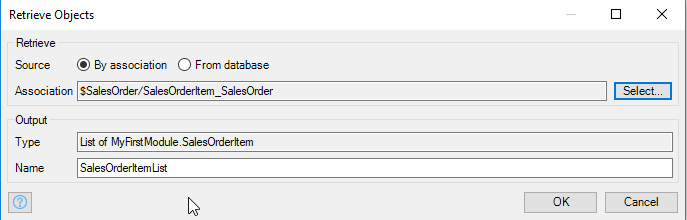 Retrieve Objects
Retrieve
Source By association From database
Association $SalesOrder/SalesOrderItem_SalesOrder Select...
Output
Type List of MyFirstModule.SalesOrderItem
Name SalesOrderItemList
? OK Cancel